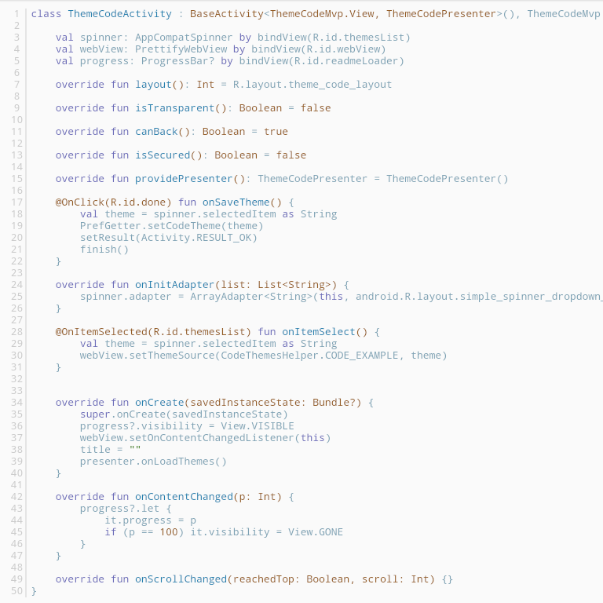 1 class ThemeCodeActivity : BaseActivity<ThemeCodeMvp.View, ThemeCodePresenter>(), ThemeCodeMvp
2
3 val spinner: AppCompatSpinner by bindView(R.id.themesList)
4 val webView: PrettifyWebView by bindView(R.id.webView)
5 val progress: ProgressBar? by bindView(R.id.readmeLoader)
6
7 override fun layout(): Int = R.layout.theme_code_layout
8
9 override fun isTransparent(): Boolean = false
10
11 override fun canBack(): Boolean = true
12
13 override fun isSecured(): Boolean = false
14
15 override fun providePresenter(): ThemeCodePresenter = ThemeCodePresenter()
16
17 @OnClick(R.id.done) fun onSaveTheme() {
18 val theme = spinner.selectedItem as String
19 PrefGetter.setCodeTheme(theme)
20 setResult(Activity.RESULT_OK)
21 finish()
22 }
23
24 override fun onInitAdapter(list: List<String>) {
25 spinner.adapter = ArrayAdapter<String>(this, android.R.layout.simple_spinner_dropdown_
26 }
27
28 @OnItemSelected(R.id.themesList) fun onItemSelect() {
29 val theme = spinner.selectedItem as String
30 webView.setThemeSource(CodeThemesHelper.CODE_EXAMPLE, theme)
31 }
32
33
34 override fun onCreate(savedInstanceState: Bundle?) {
35 super.onCreate(savedInstanceState)
36 progress?.visibility = View.VISIBLE
37 webView.setOnContentChangedListener(this)
38 title = ""
39 presenter.onLoadThemes()
40 }
41
42 override fun onContentChanged(p: Int) {
43 progress?.let {
44 it.progress = p
45 if (p == 100) it.visibility = View.GONE
46 }
47 }
48
49 override fun onScrollChanged(reachedTop: Boolean, scroll: Int) {}
50 }